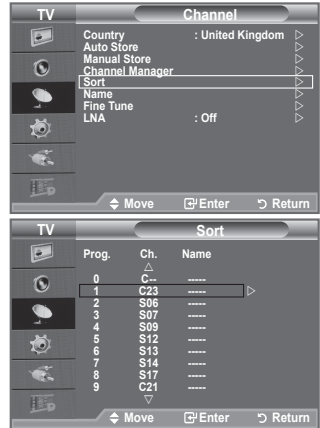 TV Channel
Country : United Kingdom
Auto Store
Manual Store
Channel Manager
Sort
Name
Fine Tune
LNA : Off
Move Enter Return
TV Sort
Prog. Ch. Name
0 C-- -----
1 C23 -----
2 S06 -----
3 S07 -----
4 S09 -----
5 S12 -----
6 S13 -----
7 S14 -----
8 S17 -----
9 C21 -----
Move Enter Return